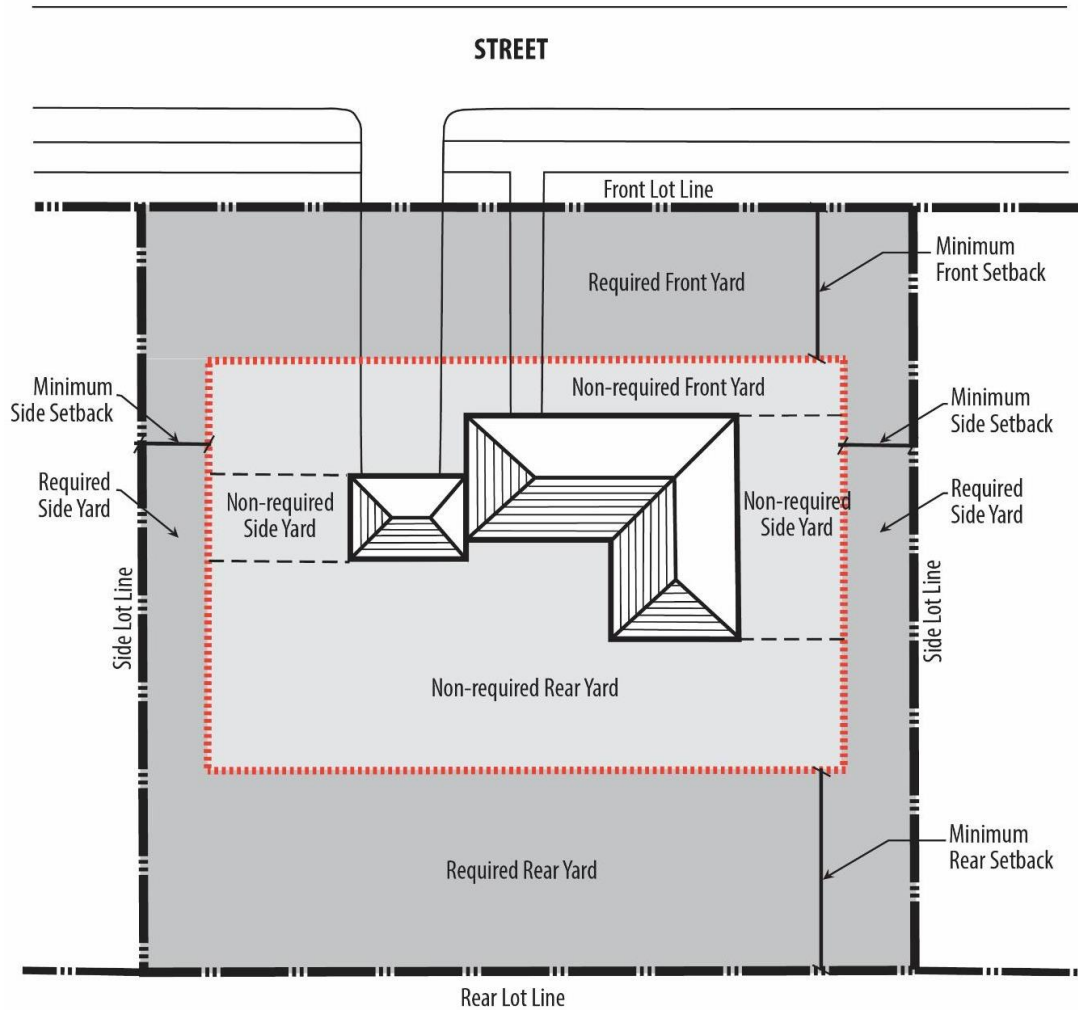 STREET
Front Lot Line
Minimum
Front Setback
Required Front Yard
Non-required Front Yard
Minimum
Side Setback
Minimum
Side Setback
Required
Side Yard
Non-required
Side Yard
Non-required
Side Yard
Required
Side Yard
Side Lot Line
Side Lot Line
Non-required Rear Yard
Minimum
Rear Setback
Required Rear Yard
Rear Lot Line